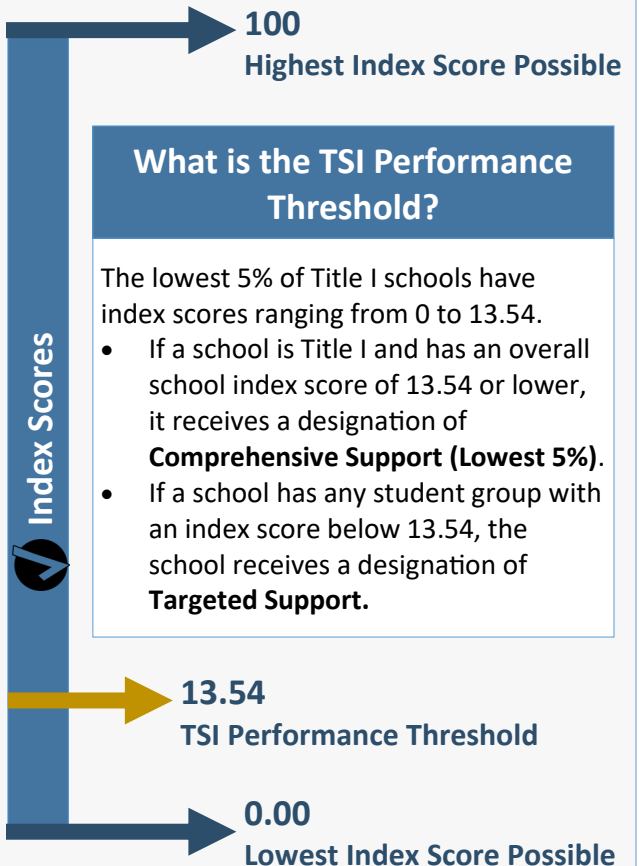 100
Highest Index Score Possible
What is the TSI Performance
Threshold?
The lowest 5% of Title I schools have
index scores ranging from 0 to 13.54.
• If a school is Title I and has an overall
school index score of 13.54 or lower,
it receives a designation of
Comprehensive Support (Lowest 5%).
• If a school has any student group with
an index score below 13.54, the
school receives a designation of
Targeted Support.
Index Scores
13.54
TSI Performance Threshold
0.00
Lowest Index Score Possible